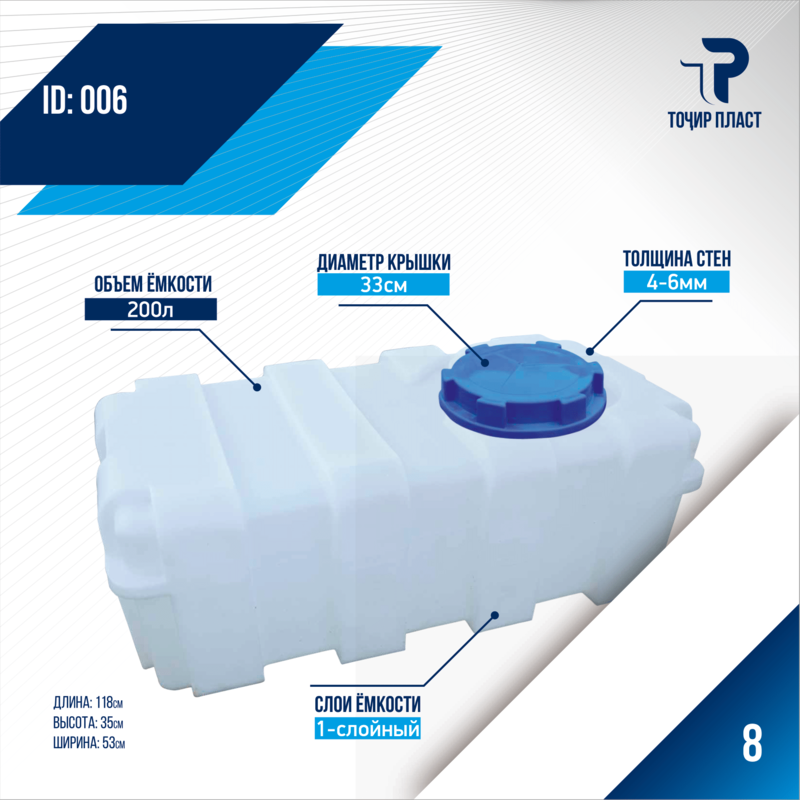 ID: 006
ТОҶИР ПЛАСТ
ОБЪЕМ ЁМКОСТИ
200л
ДИАМЕТР КРЫШКИ
33см
ТОЛЩИНА СТЕН
4-6мм
СЛОИ ЁМКОСТИ
1-слойный
ДЛИНА: 118см
ВЫСОТА: 35см
ШИРИНА: 53см
8